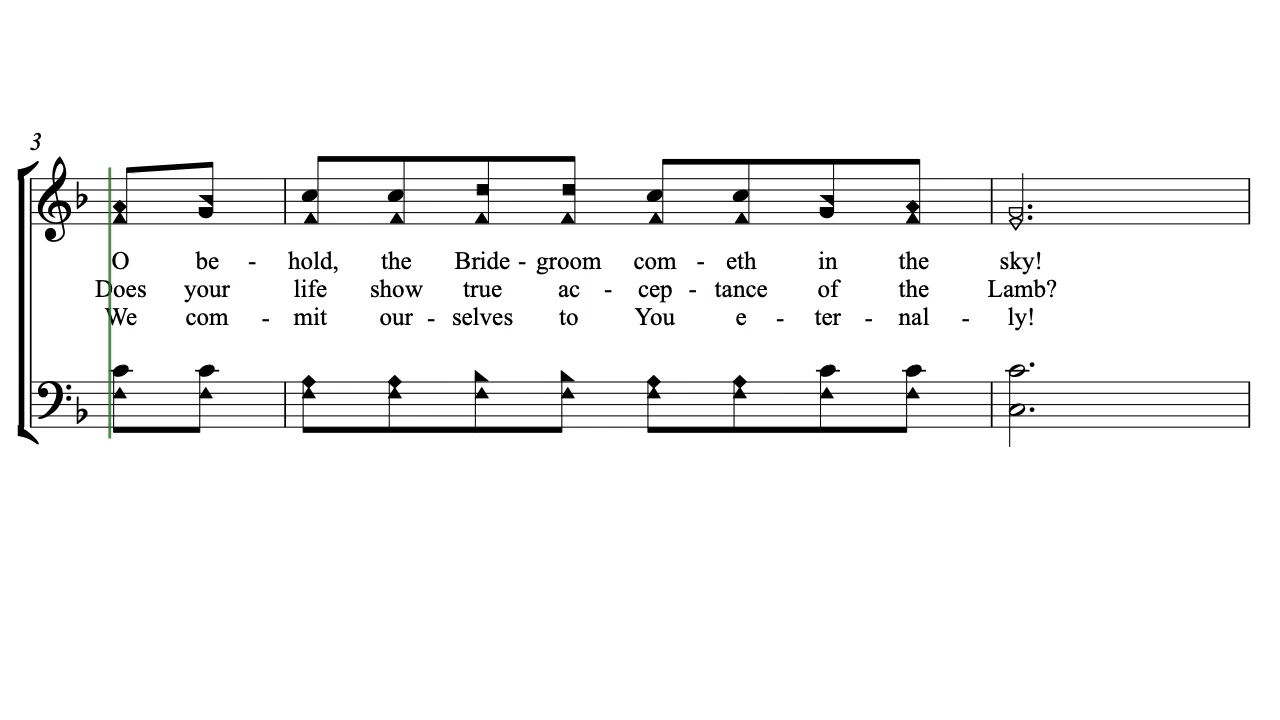 3
O be - hold, the Bride - groom com - eth in the sky!
Does your life show true ac - cep - tance of the Lamb?
We com - mit our - selves to You e - ter - nal - ly!